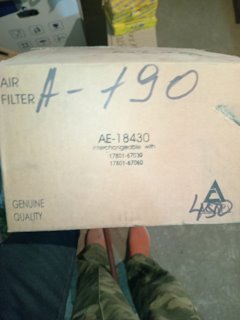 AIR
FILTER
A-190
AE-18430
interchangeable with
17801-67030
17801-67060
GENUINE
QUALITY